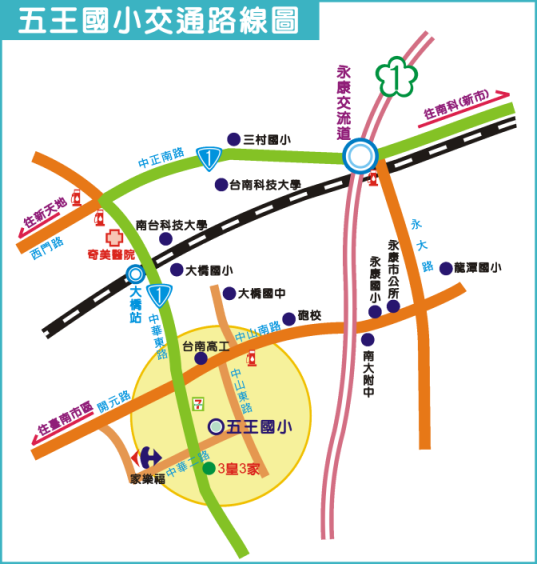 五王國小交通路線圖
1
永康交流道
往南科(新市)
三村國小
中正南路
1
台南科技大學
往新天地
西門路
南台科技大學
奇美醫院
永大路
永康市公所
永康國小
龍潭國小
大橋國小
大橋站
1
大橋國中
中華東路
砲校
中山南路
台南高工
南大附中
中山東路
開元路
往臺南市區
7
五王國小
家樂福
中華二路
3皇3家